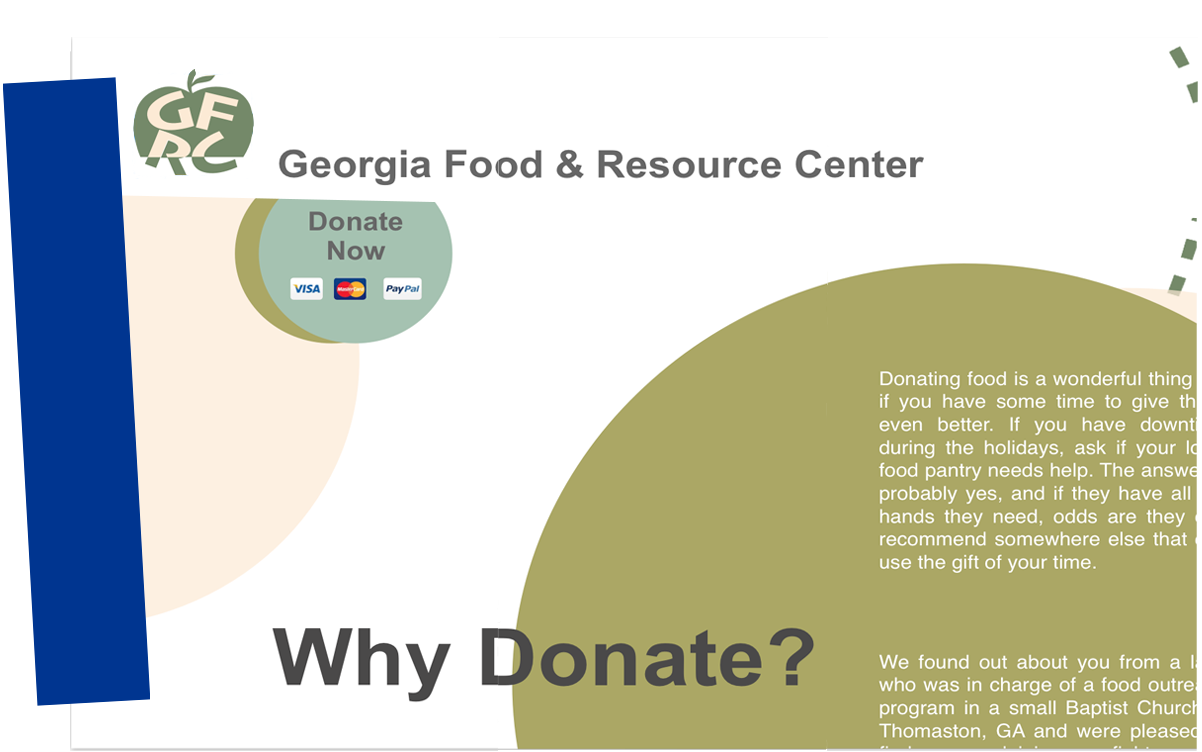 GF
RC
Georgia Food & Resource Center
Donate
Now
VISA
MasterCard
PayPal
Donating food is a wonderful thing
if you have some time to give
even better. If you have
during the holidays, ask if your
food pantry needs help. The
probably yes, and if they have all
hands they need, odds are they
recommend somewhere else that
use the gift of your time.
Why Donate?
We found out about you from a
who was in charge of a food
program in a small Baptist Church
Thomaston, GA and were pleased